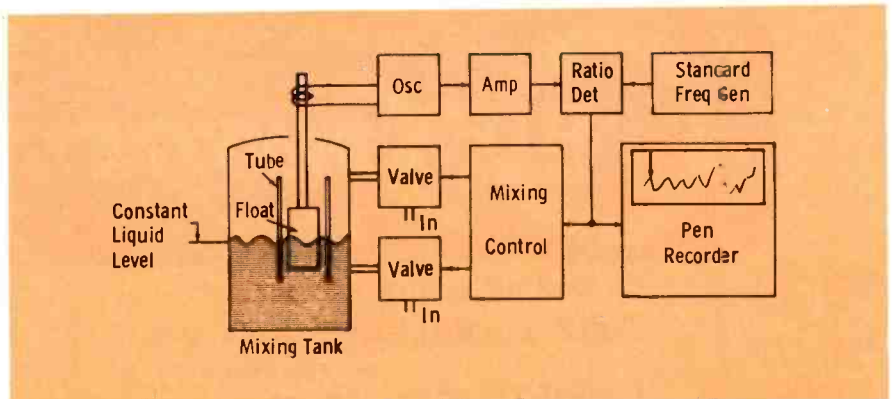 Osc
Amp
Ratio
Det
Standard
Freq Gen
Tube
Float
Constant
Liquid
Level
Valve
In
Valve
In
Mixing
Control
Pen
Recorder
Mixing Tank